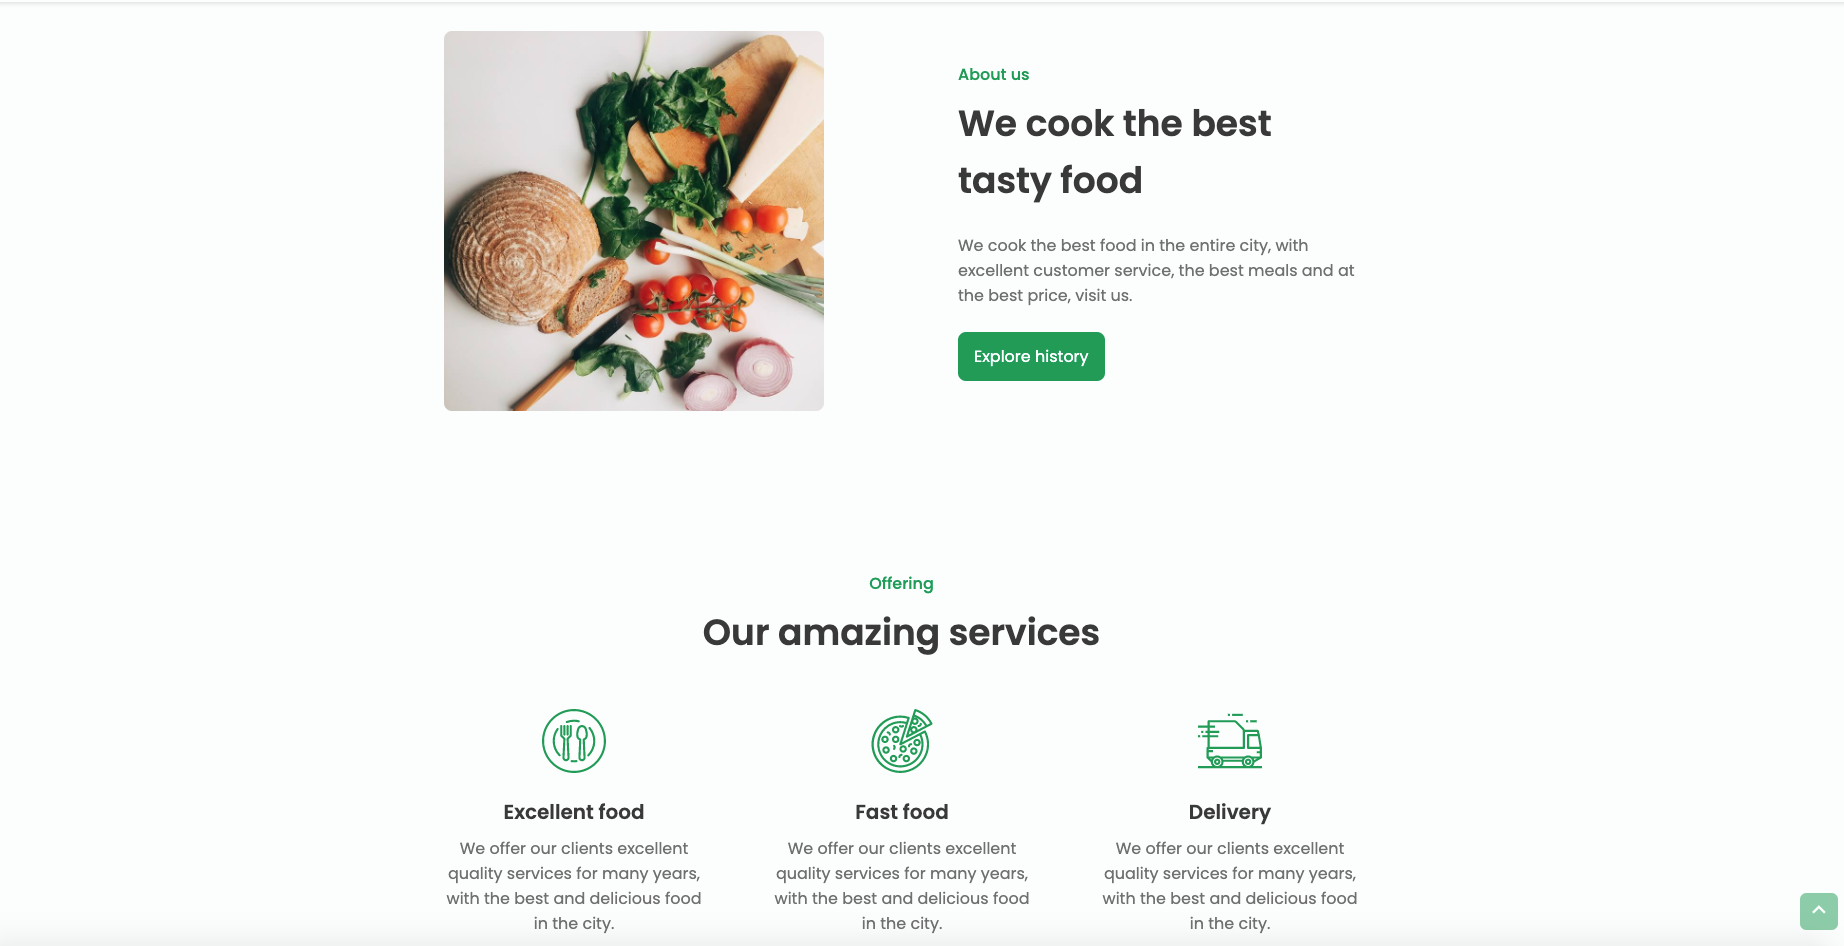 About us
We cook the best
tasty food
We cook the best food in the entire city, with
excellent customer service, the best meals and at
the best price, visit us.
Explore history
Offering
Our amazing services
Excellent food
We offer our clients excellent
quality services for many years,
with the best and delicious food
in the city.
Fast food
We offer our clients excellent
quality services for many years,
with the best and delicious food
in the city.
Delivery
We offer our clients excellent
quality services for many years,
with the best and delicious food
in the city.